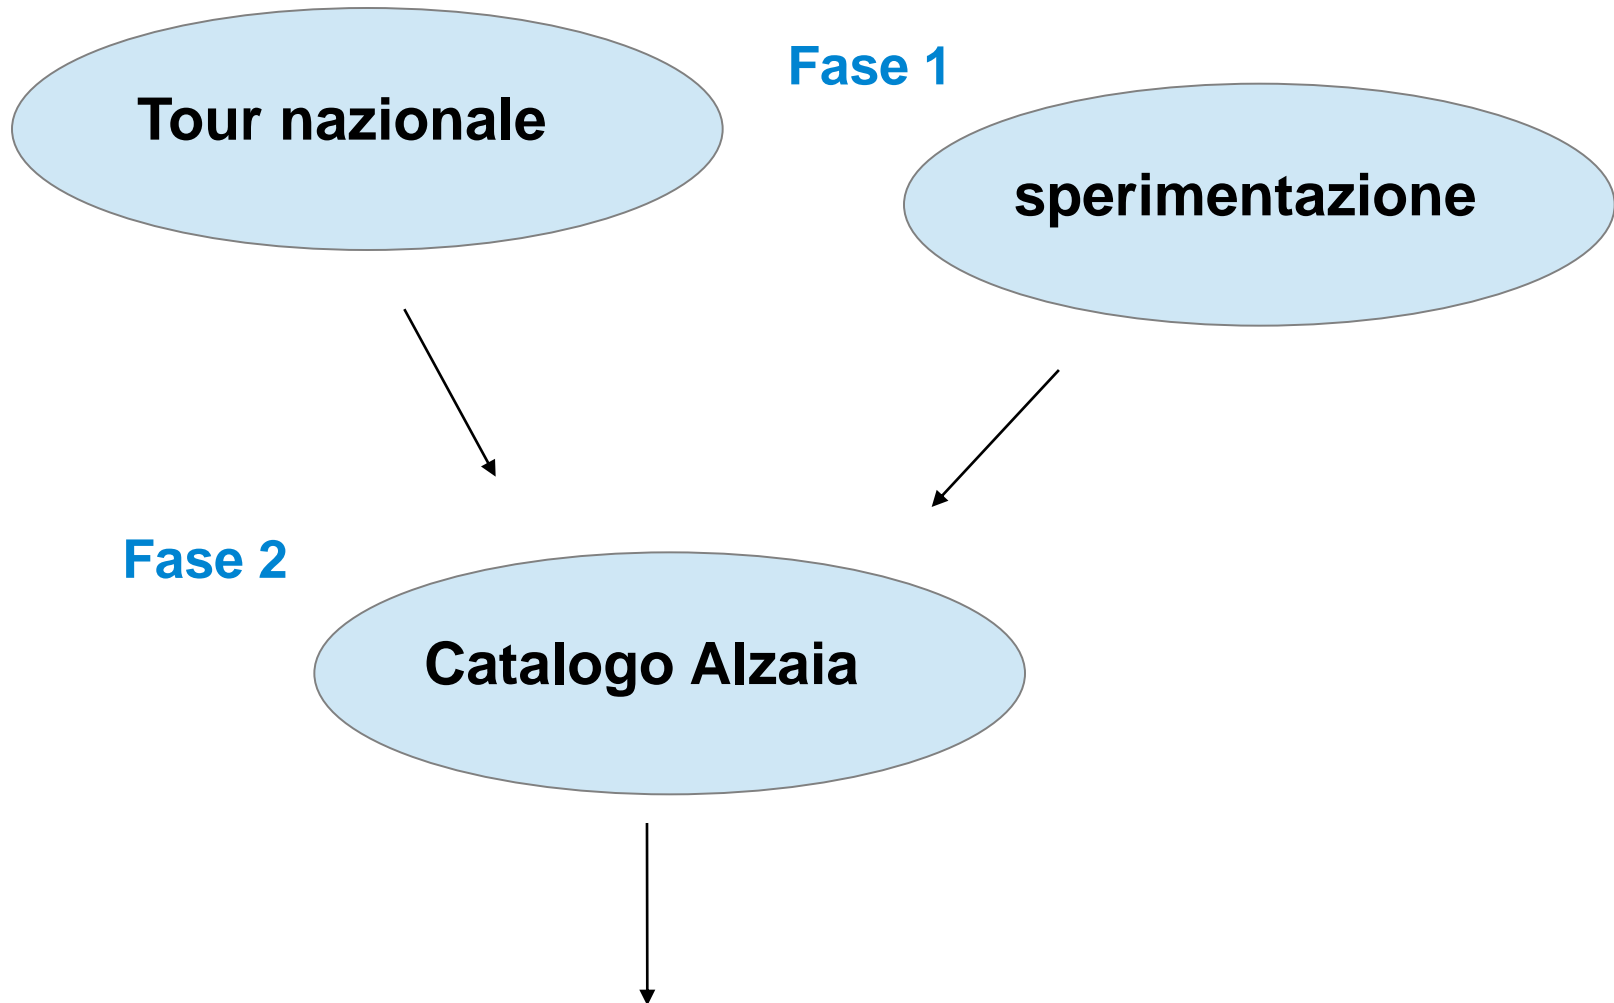 Fase 1
Tour nazionale
sperimentazione
Fase 2
Catalogo Alzaia